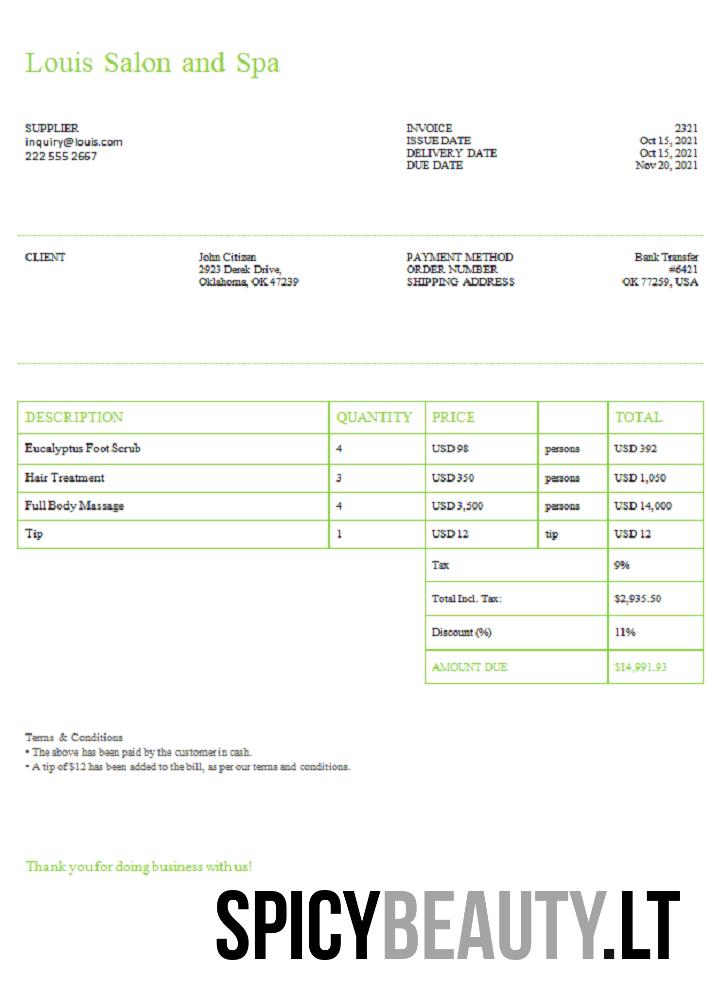 Louis Salon and Spa
SUPPLIER
inquiry@louis.com
222 555 2667
INVOICE 2321
ISSUE DATE Oct 15, 2021
DELIVERY DATE Oct 15, 2021
DUE DATE Nov 20, 2021
CLIENT
John Citizan
2923 Derek Drive,
Oklahoma, OK 47239
PAYMENT METHOD Bank Transfer
ORDER NUMBER #6421
SHIPPING ADDRESS OK 77259, USA
DESCRIPTION QUANTITY PRICE TOTAL
Eucalyptus Foot Scrub 4 USD 98 persons USD 392
Hair Treatment 3 USD 350 persons USD 1,050
Full Body Massage 4 USD 3,500 persons USD 14,000
Tip 1 USD 12 tip USD 12
Tax 9%
Total Incl. Tax: $2,935.50
Discount (%) 11%
AMOUNT DUE $14,991.93
Terms & Conditions
• The above has been paid by the customer in cash.
• A tip of $12 has been added to the bill, as per our terms and conditions.
Thank you for doing business with us!
SPICYBEAUTY.LT